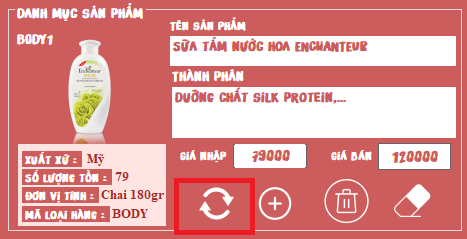 DANH MỤC SẢN PHẨM
BODY1
TÊN SẢN PHẨM
SỮA TẮM NƯỚC HOA ENCHANTEUR
THÀNH PHẦN
DƯỠNG CHẤT SILK PROTEIN,...
Enchanteur
GIÁ NHẬP 79000 GIÁ BÁN 120000
XUẤT XỨ : Mỹ
SỐ LƯỢNG TỒN : 79
ĐƠN VỊ TÍNH : Chai 180gr
MÃ LOẠI HÀNG : BODY